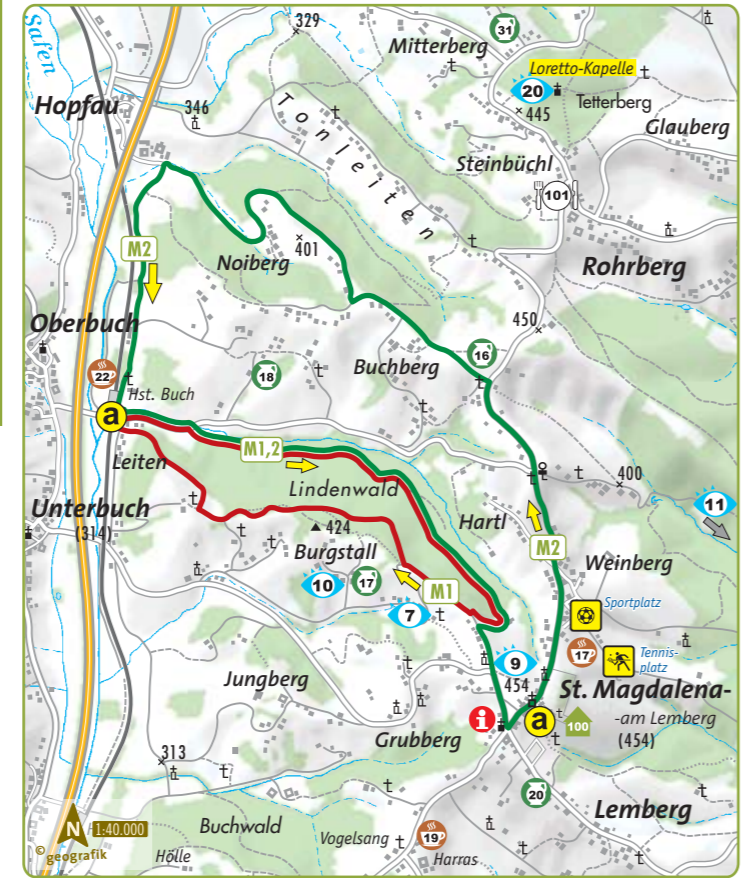 Safen
329
Mitterberg
31
Loretto-Kapelle
20
Tetterberg
445
Hopfau
346
Tonleiten
Glauberg
Steinbüchl
101
M2
Noiberg
401
Rohrberg
Oberbuch
450
22
18
Buchberg
16
Hst. Buch
a
Leiten
M1,2
Lindenwald
400
11
Unterbuch
(314)
424
Hartl
M2
Burgstall
Weinberg
10
17
M1
7
Sportplatz
9
17
Tennis-
platz
454
Jungberg
St. Magdalena-
-am Lemberg
(454)
i
a
100
Grubberg
313
20
Lemberg
N
1:40.000
Buchwald
Vogelsang
19
© geografik
Hölle
Harras